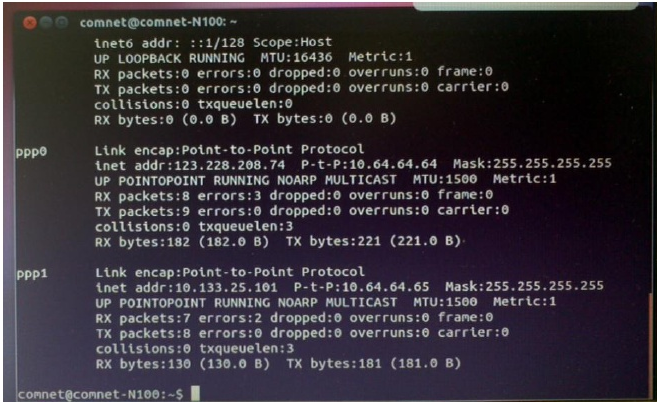 comnet@comnet-N100: ~
inet6 addr: ::1/128 Scope:Host
UP LOOPBACK RUNNING  MTU:16436  Metric:1
RX packets:0 errors:0 dropped:0 overruns:0 frame:0
TX packets:0 errors:0 dropped:0 overruns:0 carrier:0
collisions:0 txqueuelen:0
RX bytes:0 (0.0 B)  TX bytes:0 (0.0 B)
ppp0 Link encap:Point-to-Point Protocol
inet addr:123.228.208.74  P-t-P:10.64.64.64  Mask:255.255.255.255
UP POINTOPOINT RUNNING NOARP MULTICAST  MTU:1500  Metric:1
RX packets:8 errors:3 dropped:0 overruns:0 frame:0
TX packets:9 errors:0 dropped:0 overruns:0 carrier:0
collisions:0 txqueuelen:3
RX bytes:182 (182.0 B)  TX bytes:221 (221.0 B)
ppp1 Link encap:Point-to-Point Protocol
inet addr:10.133.25.101  P-t-P:10.64.64.65  Mask:255.255.255.255
UP POINTOPOINT RUNNING NOARP MULTICAST  MTU:1500  Metric:1
RX packets:7 errors:2 dropped:0 overruns:0 frame:0
TX packets:8 errors:0 dropped:0 overruns:0 carrier:0
collisions:0 txqueuelen:3
RX bytes:130 (130.0 B)  TX bytes:181 (181.0 B)
comnet@comnet-N100:~$